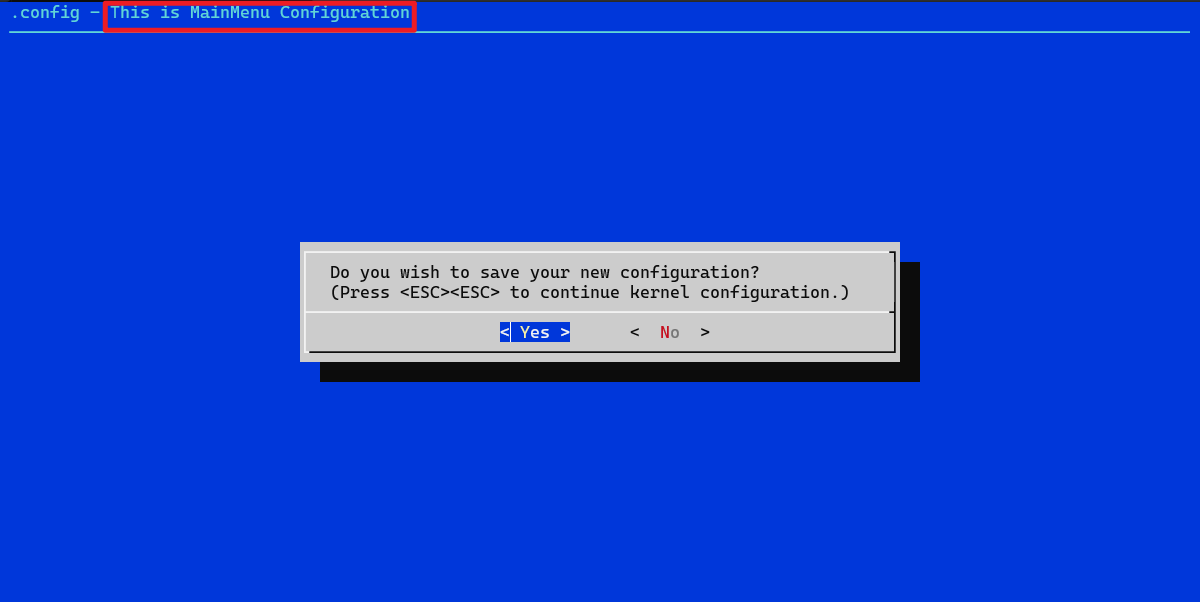 .config - This is MainMenu Configuration
Do you wish to save your new configuration?
(Press <ESC><ESC> to continue kernel configuration.)
< Yes >      <  No  >